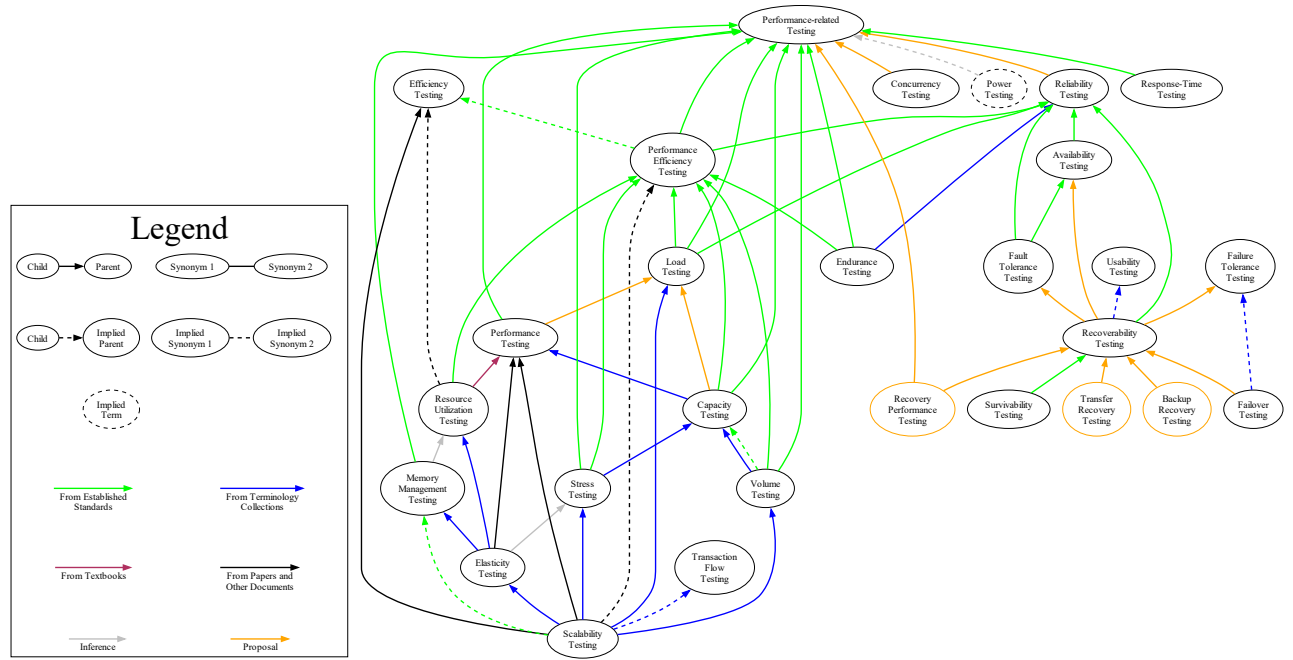 Performance-related
Testing
Efficiency
Testing
Concurrency
Testing
Power
Testing
Reliability
Testing
Response-Time
Testing
Performance
Efficiency
Testing
Availability
Testing
Legend
Child
Parent
Synonym 1
Synonym 2
Load
Testing
Endurance
Testing
Fault
Tolerance
Testing
Usability
Testing
Failure
Tolerance
Testing
Child
Implied
Parent
Implied
Synonym 1
Implied
Synonym 2
Performance
Testing
Recoverability
Testing
Implied
Term
Resource
Utilization
Testing
Capacity
Testing
Recovery
Performance
Testing
Survivability
Testing
Transfer
Recovery
Testing
Backup
Recovery
Testing
Failover
Testing
From Established
Standards
From Terminology
Collections
Memory
Management
Testing
Stress
Testing
Volume
Testing
From Textbooks
From Papers and
Other Documents
Elasticity
Testing
Transaction
Flow
Testing
Inference
Proposal
Scalability
Testing